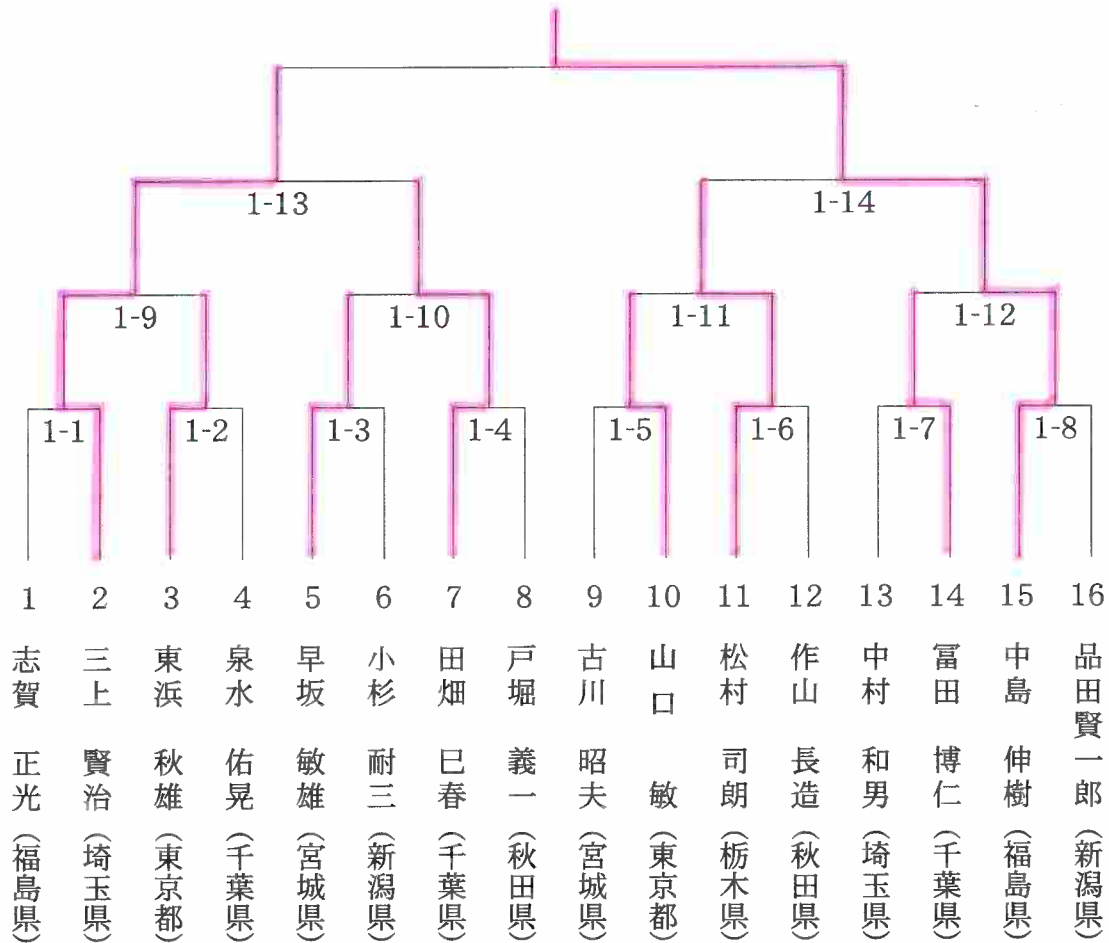 1-13
1-14
1-9
1-10
1-11
1-12
1-1
1-2
1-3
1-4
1-5
1-6
1-7
1-8
1 志賀 正光 (福島県)
2 三上 賢治 (埼玉県)
3 東浜 秋雄 (東京都)
4 泉水 佑晃 (千葉県)
5 早坂 敏雄 (宮城県)
6 小杉 耐三 (新潟県)
7 田畑 巳春 (千葉県)
8 戸堀 義一 (秋田県)
9 古川 昭夫 (宮城県)
10 山口 敏 (東京都)
11 松村 司朗 (栃木県)
12 作山 長造 (秋田県)
13 中村 和男 (埼玉県)
14 冨田 博仁 (千葉県)
15 中島 伸樹 (福島県)
16 品田賢一郎 (新潟県)